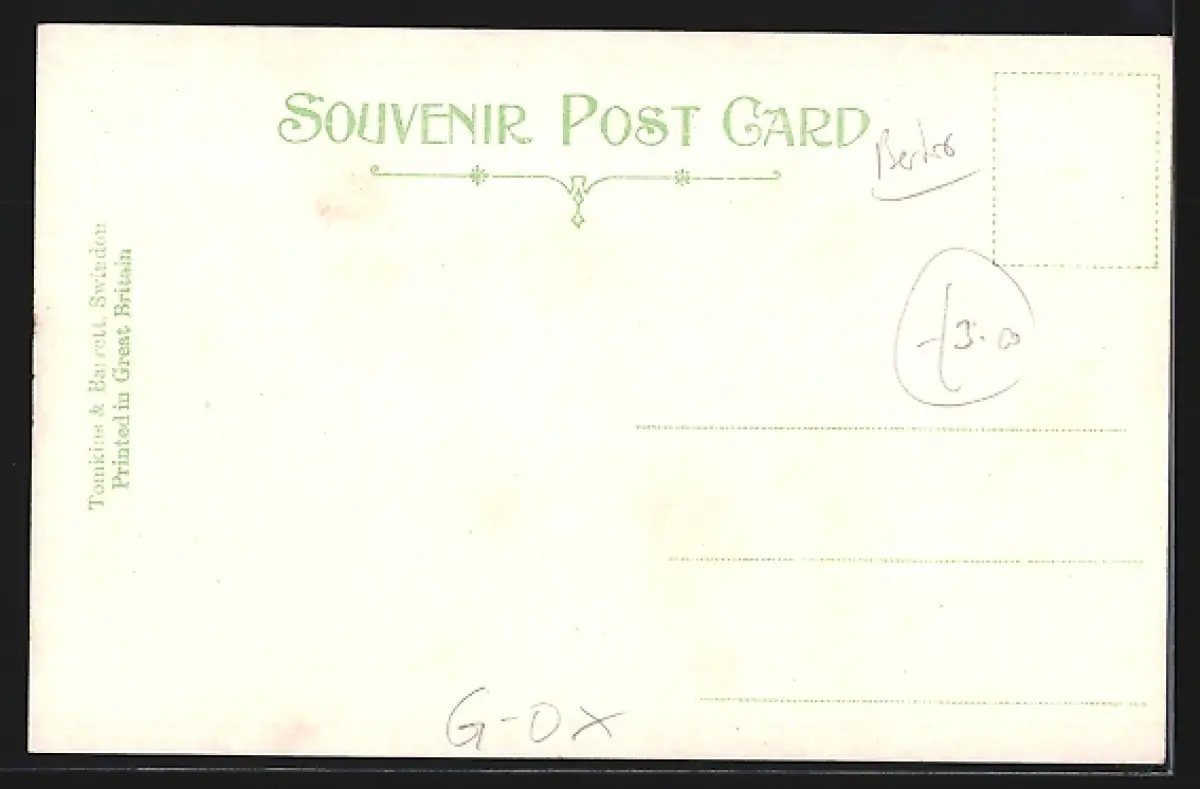 SOUVENIR POST CARD
Berks
£3.00
Tomkins & Barrett, Swindon
Printed in Great Britain
G-OX